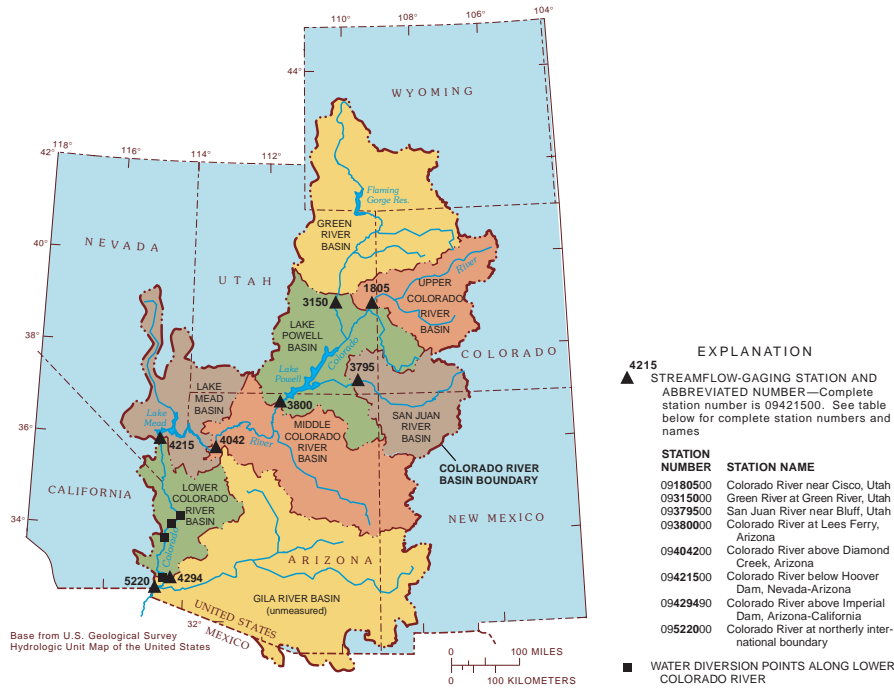 110°
108°
106°
104°
44°
WYOMING
118°
116°
114°
112°
42°
Flaming
Gorge Res.
GREEN
RIVER
BASIN
NEVADA
40°
UTAH
River
1805
3150
UPPER
COLORADO
RIVER
BASIN
LAKE
POWELL
BASIN
Colorado
38°
COLORADO
Lake
Powell
3795
LAKE
MEAD
BASIN
3800
SAN JUAN
RIVER
BASIN
Lake
Mead
4042
River
MIDDLE
COLORADO
RIVER
BASIN
36°
4215
COLORADO RIVER
BASIN BOUNDARY
CALIFORNIA
LOWER
COLORADO
RIVER
BASIN
34°
NEW MEXICO
Colorado
ARIZONA
5220
4294
GILA RIVER BASIN
(unmeasured)
UNITED STATES
MEXICO
32°
Base from U.S. Geological Survey
Hydrologic Unit Map of the United States
0 100 MILES
0 100 KILOMETERS
EXPLANATION
4215
STREAMFLOW-GAGING STATION AND
ABBREVIATED NUMBER—Complete
station number is 09421500. See table
below for complete station numbers and
names
STATION
NUMBER STATION NAME
09180500 Colorado River near Cisco, Utah
09315000 Green River at Green River, Utah
09379500 San Juan River near Bluff, Utah
09380000 Colorado River at Lees Ferry,
Arizona
09404200 Colorado River above Diamond
Creek, Arizona
09421500 Colorado River below Hoover
Dam, Nevada-Arizona
09429490 Colorado River above Imperial
Dam, Arizona-California
09522000 Colorado River at northerly inter-
national boundary
WATER DIVERSION POINTS ALONG LOWER
COLORADO RIVER